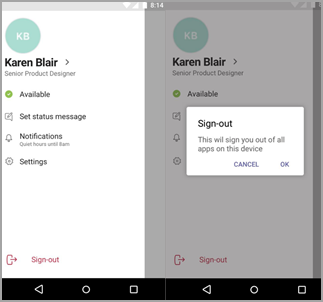 KB
Karen Blair
Senior Product Designer
Available
Set status message
Notifications
Quiet hours until 8am
Settings
Sign-out
8:14
KB
Karen Blair
Senior Product Designer
Available
Sign-out
This wil sign you out of all
apps on this device
CANCEL OK
Sign-out